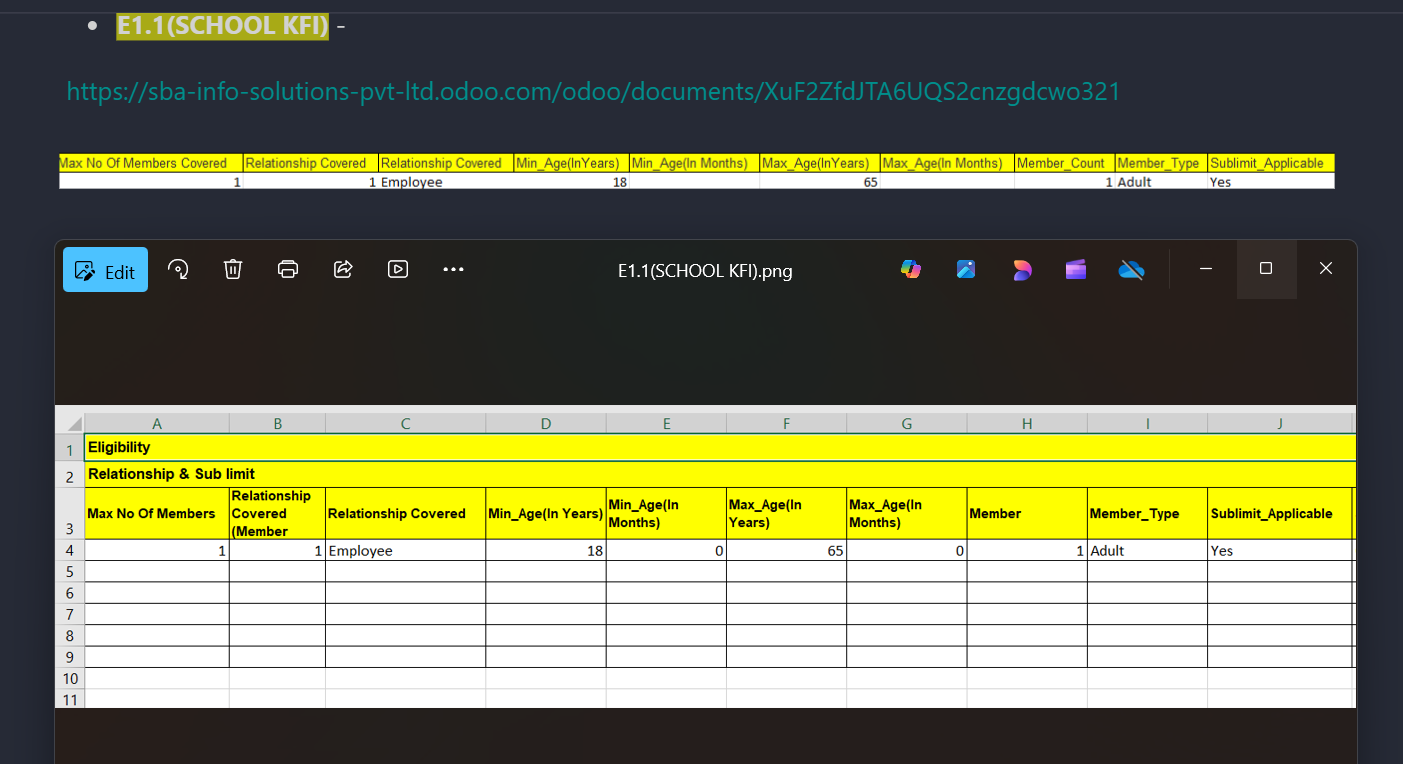 E1.1(SCHOOL KFI) -
https://sba-info-solutions-pvt-ltd.odoo.com/odoo/documents/XuF2ZfdJTA6UQS2cnzgdcwo321
Max No Of Members Covered Relationship Covered Relationship Covered Min_Age(InYears) Min_Age(In Months) Max_Age(InYears) Max_Age(In Months) Member_Count Member_Type Sublimit_Applicable
1 1 Employee 18 65 1 Adult Yes
Edit E1.1(SCHOOL KFI).png
A B C D E F G H I J
1 Eligibility
2 Relationship & Sub limit
3 Max No Of Members Relationship Covered (Member Relationship Covered Min_Age(In Years) Min_Age(In Months) Max_Age(In Years) Max_Age(In Months) Member Member_Type Sublimit_Applicable
4 1 1 Employee 18 0 65 0 1 Adult Yes
5
6
7
8
9
10
11